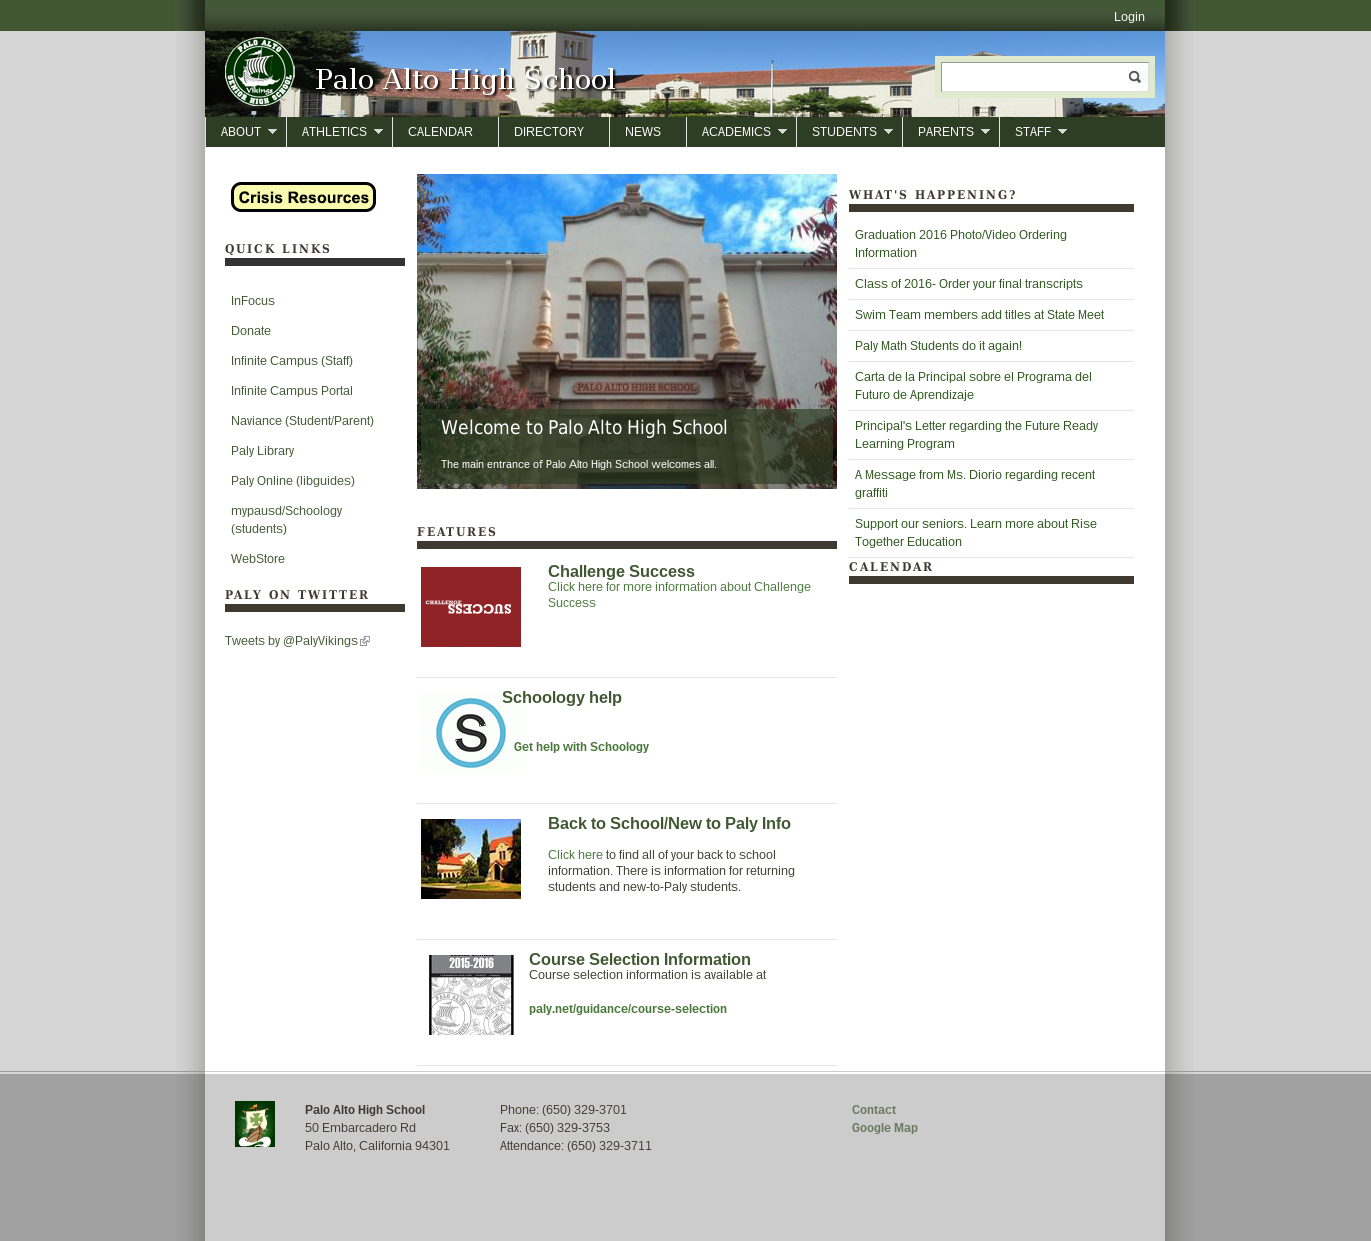 Login
PALO ALTO
SENIOR HIGH SCHOOL
Vikings
Palo Alto High School
ABOUT
ATHLETICS
CALENDAR
DIRECTORY
NEWS
ACADEMICS
STUDENTS
PARENTS
STAFF
Crisis Resources
QUICK LINKS
InFocus
Donate
Infinite Campus (Staff)
Infinite Campus Portal
Naviance (Student/Parent)
Paly Library
Paly Online (libguides)
mypausd/Schoology
(students)
WebStore
PALY ON TWITTER
Tweets by @PalyVikings
PALO ALTO HIGH SCHOOL
Welcome to Palo Alto High School
The main entrance of Palo Alto High School welcomes all.
FEATURES
CHALLENGE
SUCCESS
Challenge Success
Click here for more information about Challenge
Success
S
Schoology help
Get help with Schoology
Back to School/New to Paly Info
Click here to find all of your back to school
information. There is information for returning
students and new-to-Paly students.
2015-2016
Course Selection Information
Course selection information is available at
paly.net/guidance/course-selection
WHAT'S HAPPENING?
Graduation 2016 Photo/Video Ordering
Information
Class of 2016- Order your final transcripts
Swim Team members add titles at State Meet
Paly Math Students do it again!
Carta de la Principal sobre el Programa del
Futuro de Aprendizaje
Principal's Letter regarding the Future Ready
Learning Program
A Message from Ms. Diorio regarding recent
graffiti
Support our seniors. Learn more about Rise
Together Education
CALENDAR
Palo Alto High School
50 Embarcadero Rd
Palo Alto, California 94301
Phone: (650) 329-3701
Fax: (650) 329-3753
Attendance: (650) 329-3711
Contact
Google Map